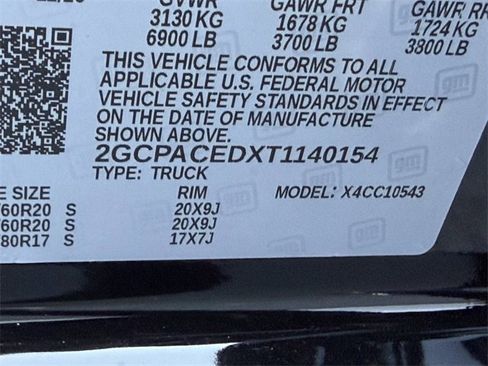 GVWR GAWR FRT GAWR RR
3130 KG 1678 KG 1724 KG
6900 LB 3700 LB 3800 LB
THIS VEHICLE CONFORMS TO ALL
APPLICABLE U.S. FEDERAL MOTOR
VEHICLE SAFETY STANDARDS IN EFFECT
ON THE DATE OF MANUFACTURE
SHOWN ABOVE.
2GCPACEDXT1140154
TYPE: TRUCK MODEL: X4CC10543
E SIZE RIM
60R20 S 20X9J
60R20 S 20X9J
80R17 S 17X7J
gm